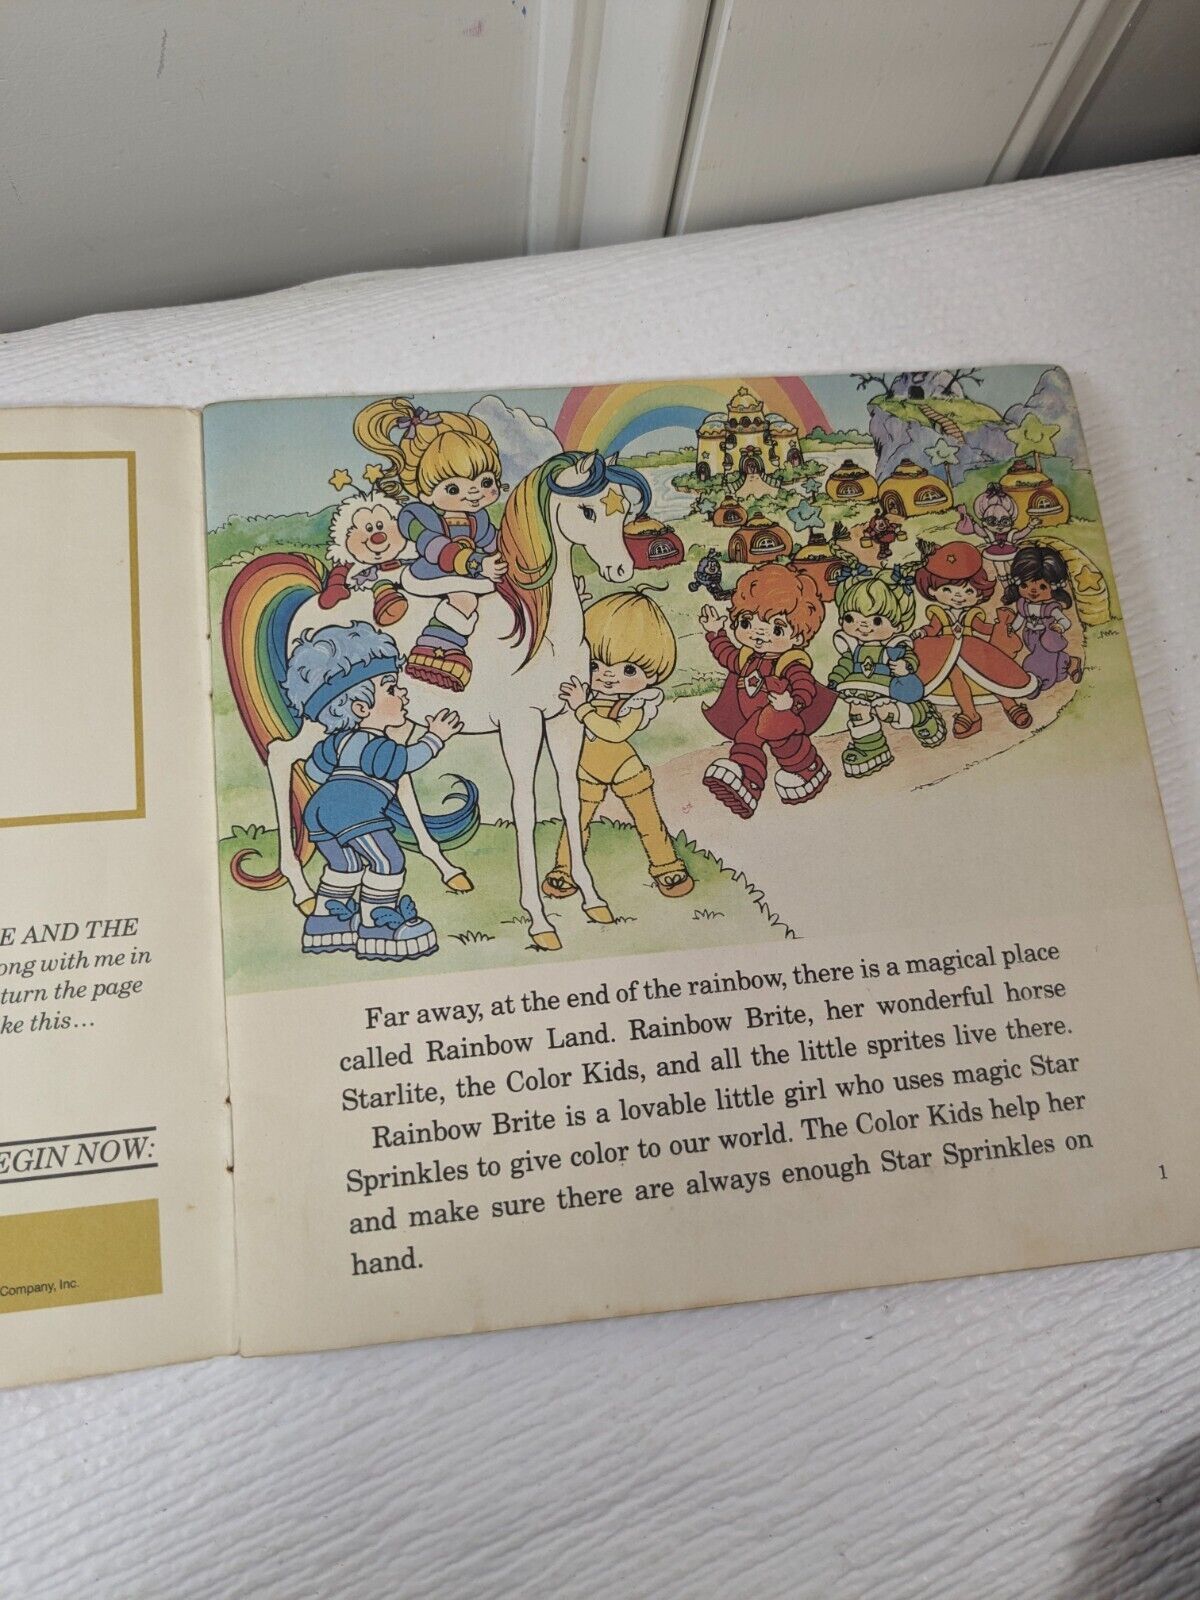 E AND THE
ong with me in
turn the page
ke this...
EGIN NOW:
Company, Inc.
Far away, at the end of the rainbow, there is a magical place
called Rainbow Land. Rainbow Brite, her wonderful horse
Starlite, the Color Kids, and all the little sprites live there.
Rainbow Brite is a lovable little girl who uses magic Star
Sprinkles to give color to our world. The Color Kids help her
and make sure there are always enough Star Sprinkles on
hand.
1